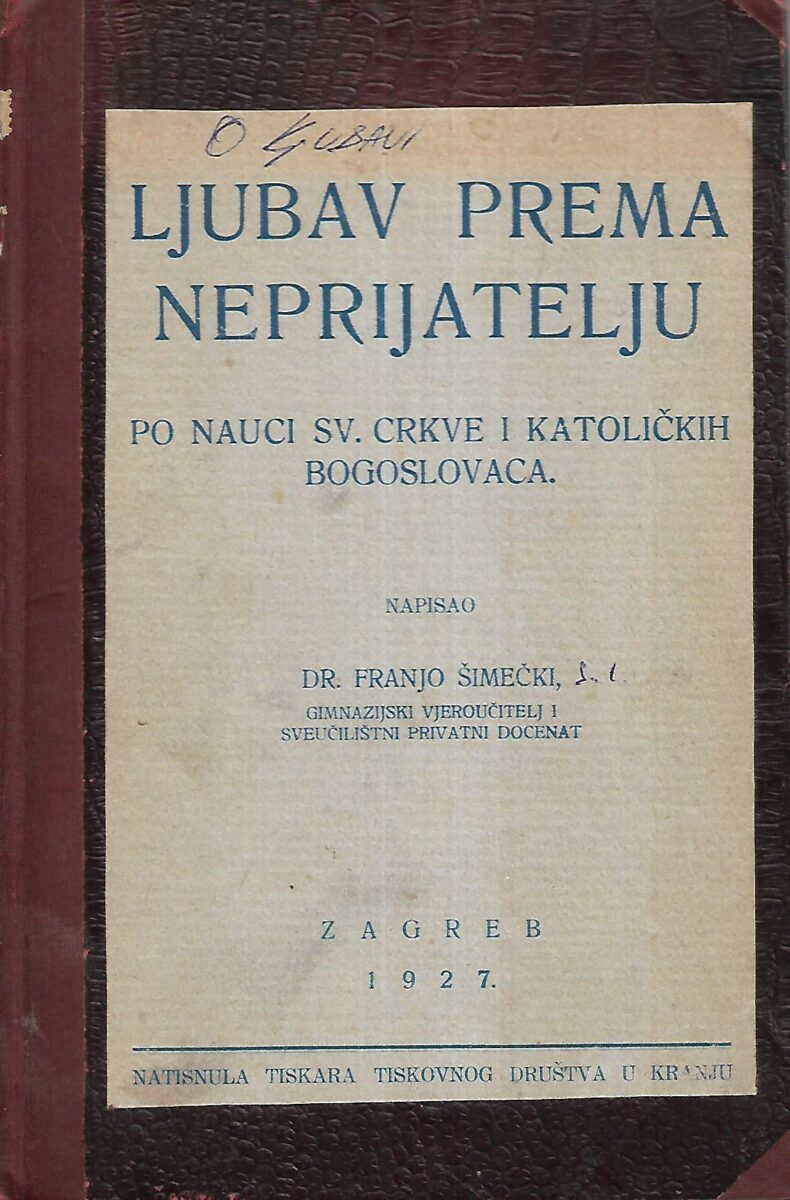 O Ljubavi
LJUBAV PREMA
NEPRIJATELJU
PO NAUCI SV. CRKVE I KATOLIČKIH
BOGOSLOVACA.
NAPISAO
DR. FRANJO ŠIMEČKI,
GIMNAZIJSKI VJEROUČITELJ I
SVEUČILIŠTNI PRIVATNI DOCENAT
ZAGREB
1927.
NATISNULA TISKARA TISKOVNOG DRUŠTVA U KRANJU